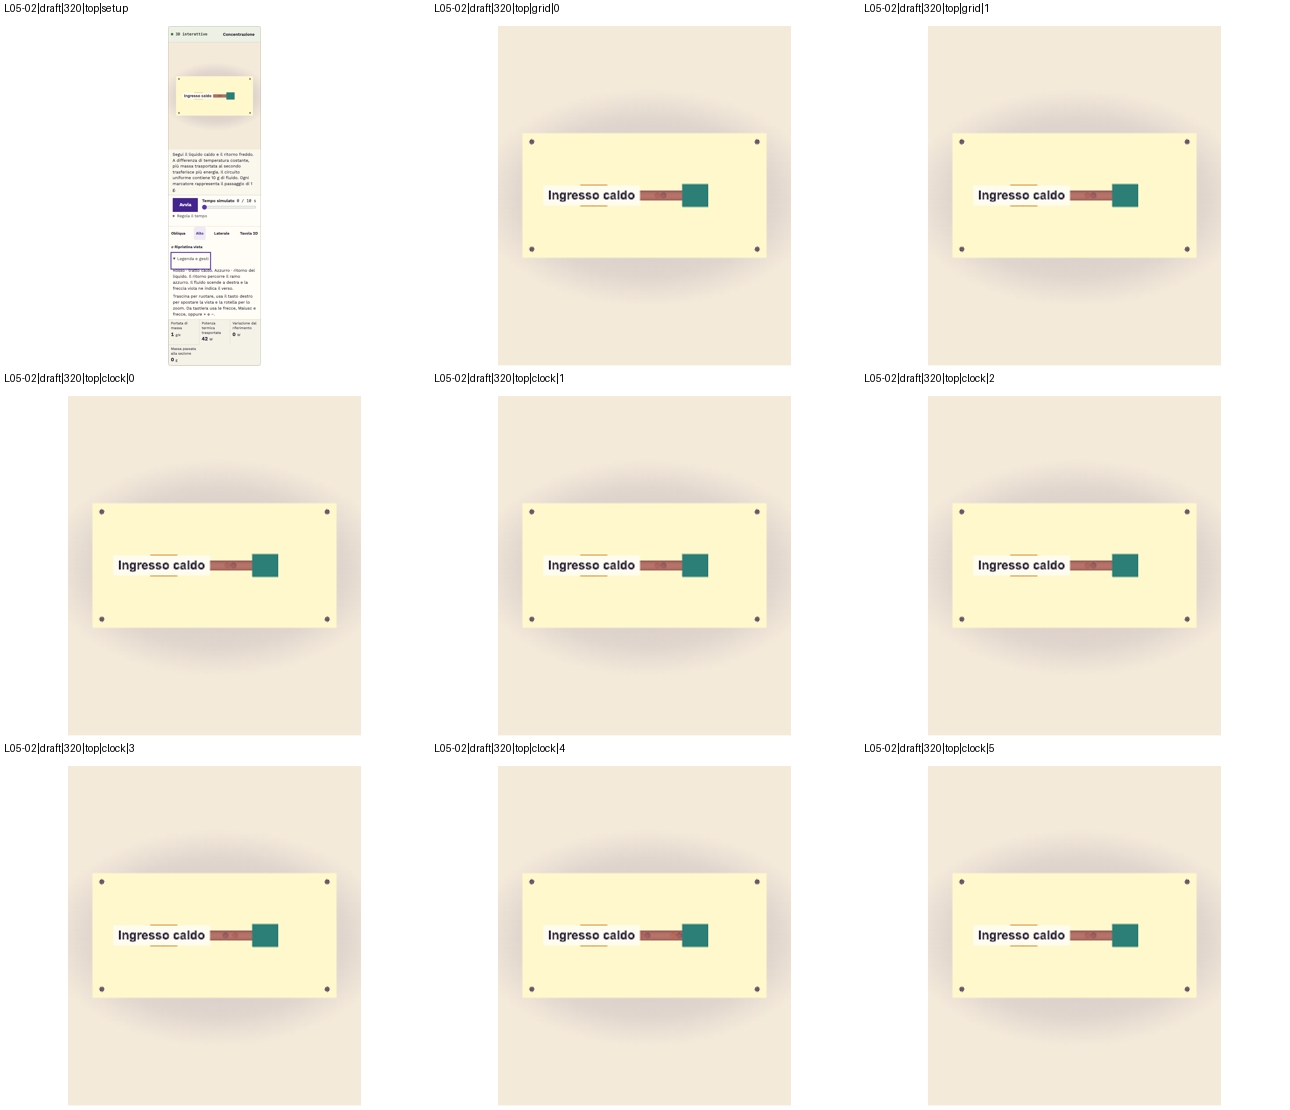 L05-02|draft|320|top|setup
L05-02|draft|320|top|grid|0
L05-02|draft|320|top|grid|1
3D interattivo
Concentrazione
Ingresso caldo
Segui il liquido caldo e il ritorno freddo.
A differenza di temperatura costante,
più massa trasportata al secondo
trasferisce più energia. Il circuito
uniforme contiene 10 g di fluido. Ogni
marcatore rappresenta il passaggio di 1
g.
Avvia
Tempo simulato 0 / 10 s
Regola il tempo
Obliqua
Alto
Laterale
Tavola 2D
Ripristina vista
Legenda e gesti
caldo. Azzurro · ritorno del
liquido. Il ritorno percorre il ramo
azzurro. Il fluido scende a destra e la
freccia viola ne indica il verso.
Trascina per ruotare, usa il tasto destro
per spostare la vista e la rotella per lo
zoom. Da tastiera usa le frecce, Maiusc e
frecce, oppure + e −.
Portata di
massa
1 g/s
Potenza
termica
trasportata
42 W
Variazione dal
riferimento
0 W
Massa passata
alla sezione
0 g
Ingresso caldo
Ingresso caldo
L05-02|draft|320|top|clock|0
L05-02|draft|320|top|clock|1
L05-02|draft|320|top|clock|2
Ingresso caldo
Ingresso caldo
Ingresso caldo
L05-02|draft|320|top|clock|3
L05-02|draft|320|top|clock|4
L05-02|draft|320|top|clock|5
Ingresso caldo
Ingresso caldo
Ingresso caldo